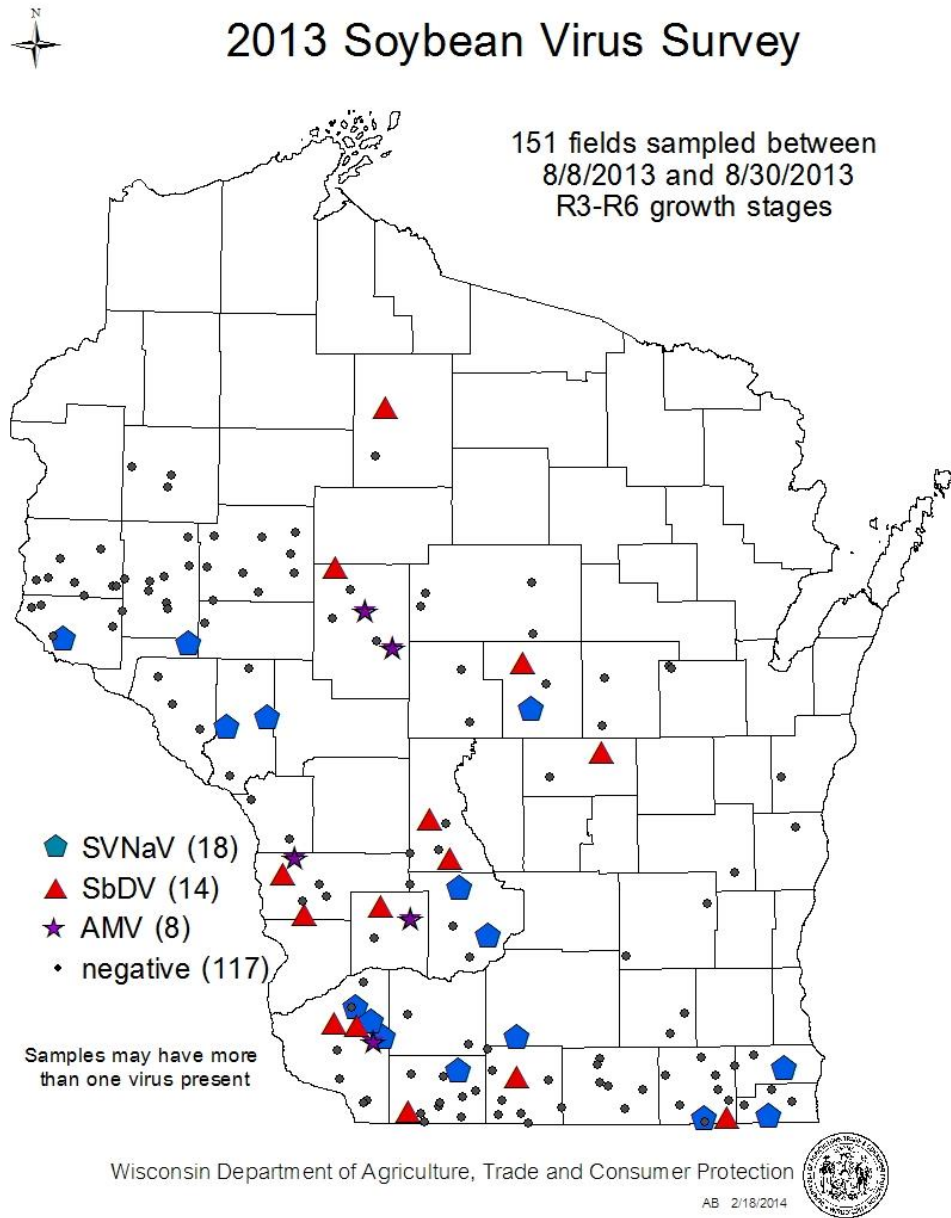 N
2013 Soybean Virus Survey
151 fields sampled between
8/8/2013 and 8/30/2013
R3-R6 growth stages
SVNaV (18)
SbDV (14)
AMV (8)
negative (117)
Samples may have more
than one virus present
Wisconsin Department of Agriculture, Trade and Consumer Protection
AB 2/18/2014